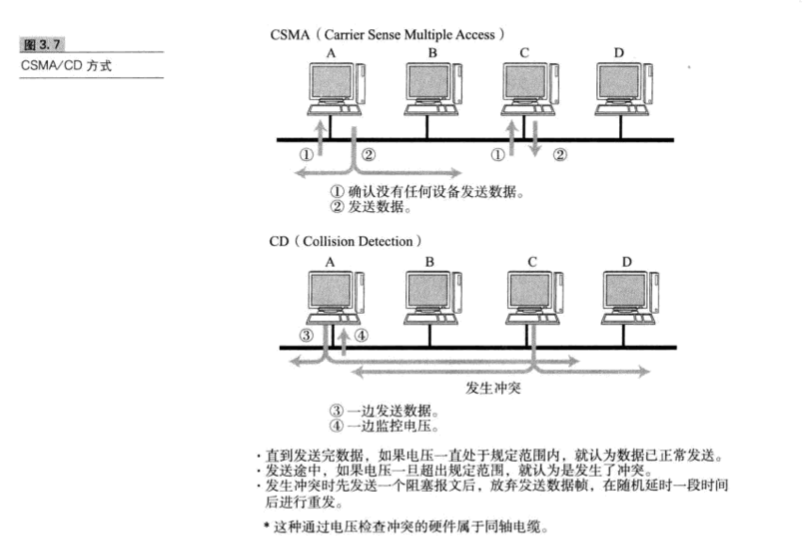 图 3.7
CSMA/CD 方式
CSMA（Carrier Sense Multiple Access）
A B C D
① ② ① ②
① 确认没有任何设备发送数据。
② 发送数据。
CD（Collision Detection）
A B C D
③ ④
发生冲突
③ 一边发送数据。
④ 一边监控电压。
·直到发送完数据，如果电压一直处于规定范围内，就认为数据已正常发送。
·发送途中，如果电压一旦超出规定范围，就认为是发生了冲突。
·发生冲突时先发送一个阻塞报文后，放弃发送数据帧，在随机延时一段时间
后进行重发。
* 这种通过电压检查冲突的硬件属于同轴电缆。